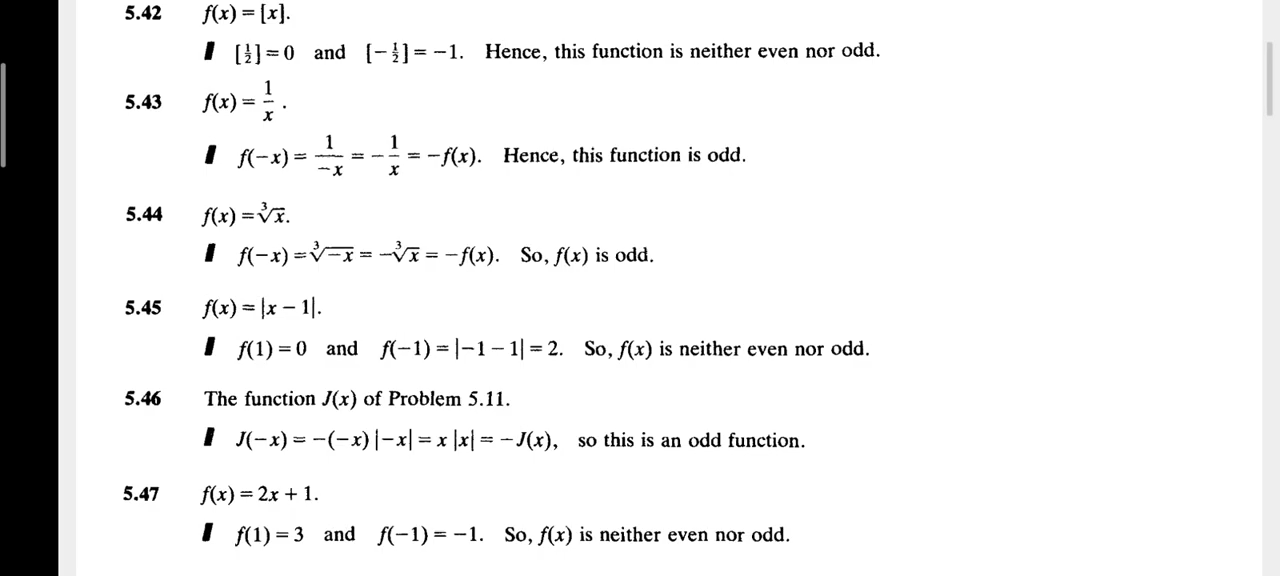 5.42 f(x) = [x].
[½] = 0 and [−½] = −1. Hence, this function is neither even nor odd.
5.43 f(x) = 1/x .
f(−x) = 1/−x = −1/x = −f(x). Hence, this function is odd.
5.44 f(x) = ∛x.
f(−x) = ∛−x = −∛x = −f(x). So, f(x) is odd.
5.45 f(x) = |x − 1|.
f(1) = 0 and f(−1) = |−1 − 1| = 2. So, f(x) is neither even nor odd.
5.46 The function J(x) of Problem 5.11.
J(−x) = −(−x) |−x| = x |x| = −J(x), so this is an odd function.
5.47 f(x) = 2x + 1.
f(1) = 3 and f(−1) = −1. So, f(x) is neither even nor odd.